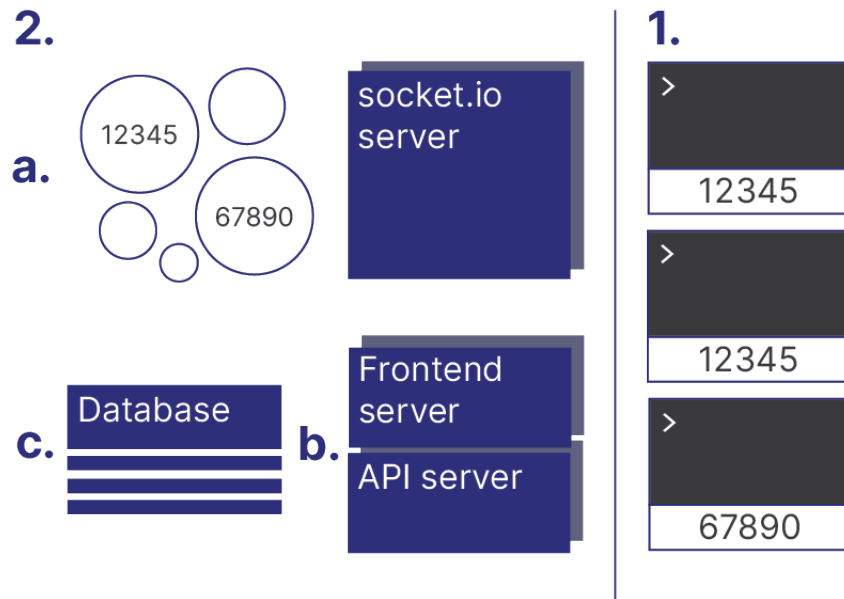 2.
a.
12345
67890
socket.io
server
c.
Database
b.
Frontend
server
API server
1.
>
12345
>
12345
>
67890